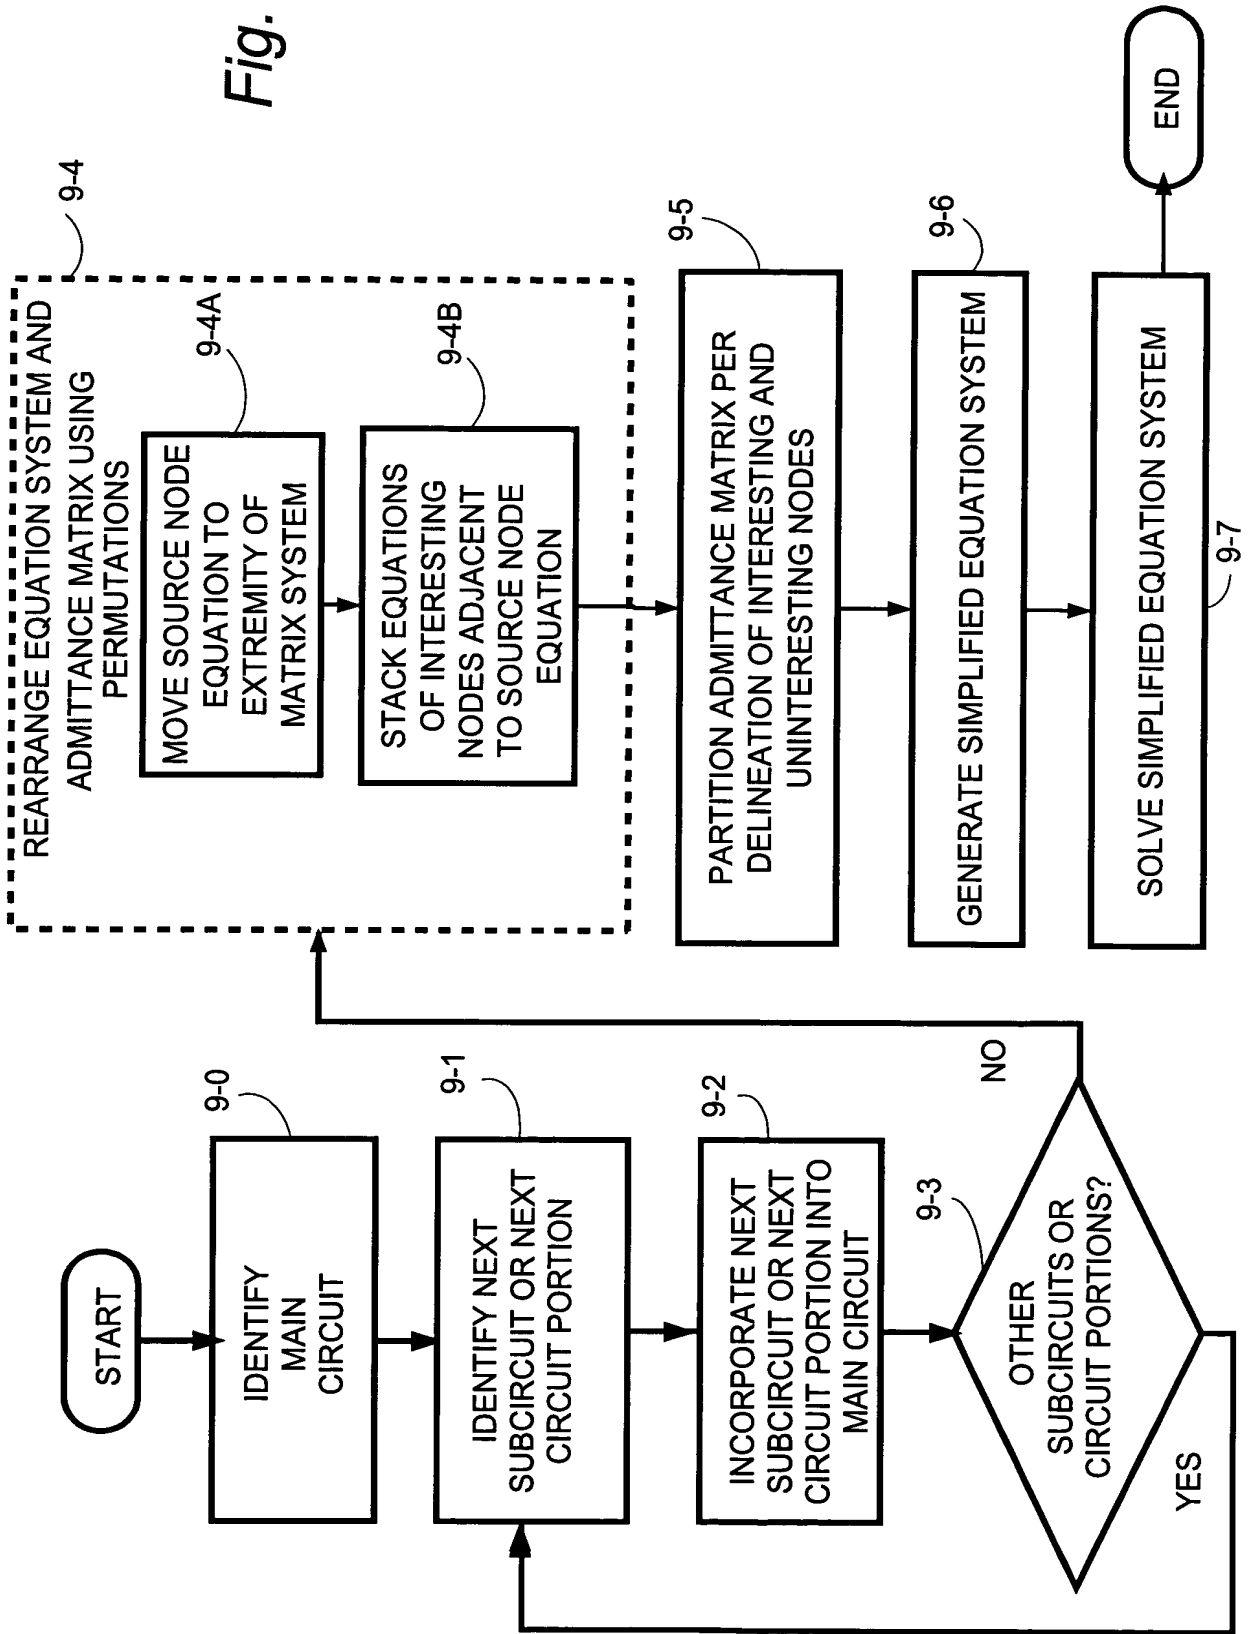 Fig.
START
IDENTIFY
MAIN
CIRCUIT
9-0
IDENTIFY NEXT
SUBCIRCUIT OR NEXT
CIRCUIT PORTION
9-1
INCORPORATE NEXT
SUBCIRCUIT OR NEXT
CIRCUIT PORTION INTO
MAIN CIRCUIT
9-2
OTHER
SUBCIRCUITS OR
CIRCUIT PORTIONS?
9-3
YES
NO
REARRANGE EQUATION SYSTEM AND
ADMITTANCE MATRIX USING
PERMUTATIONS
9-4
MOVE SOURCE NODE
EQUATION TO
EXTREMITY OF
MATRIX SYSTEM
9-4A
STACK EQUATIONS
OF INTERESTING
NODES ADJACENT
TO SOURCE NODE
EQUATION
9-4B
PARTITION ADMITTANCE MATRIX PER
DELINEATION OF INTERESTING AND
UNINTERESTING NODES
9-5
GENERATE SIMPLIFIED EQUATION SYSTEM
9-6
SOLVE SIMPLIFIED EQUATION SYSTEM
9-7
END